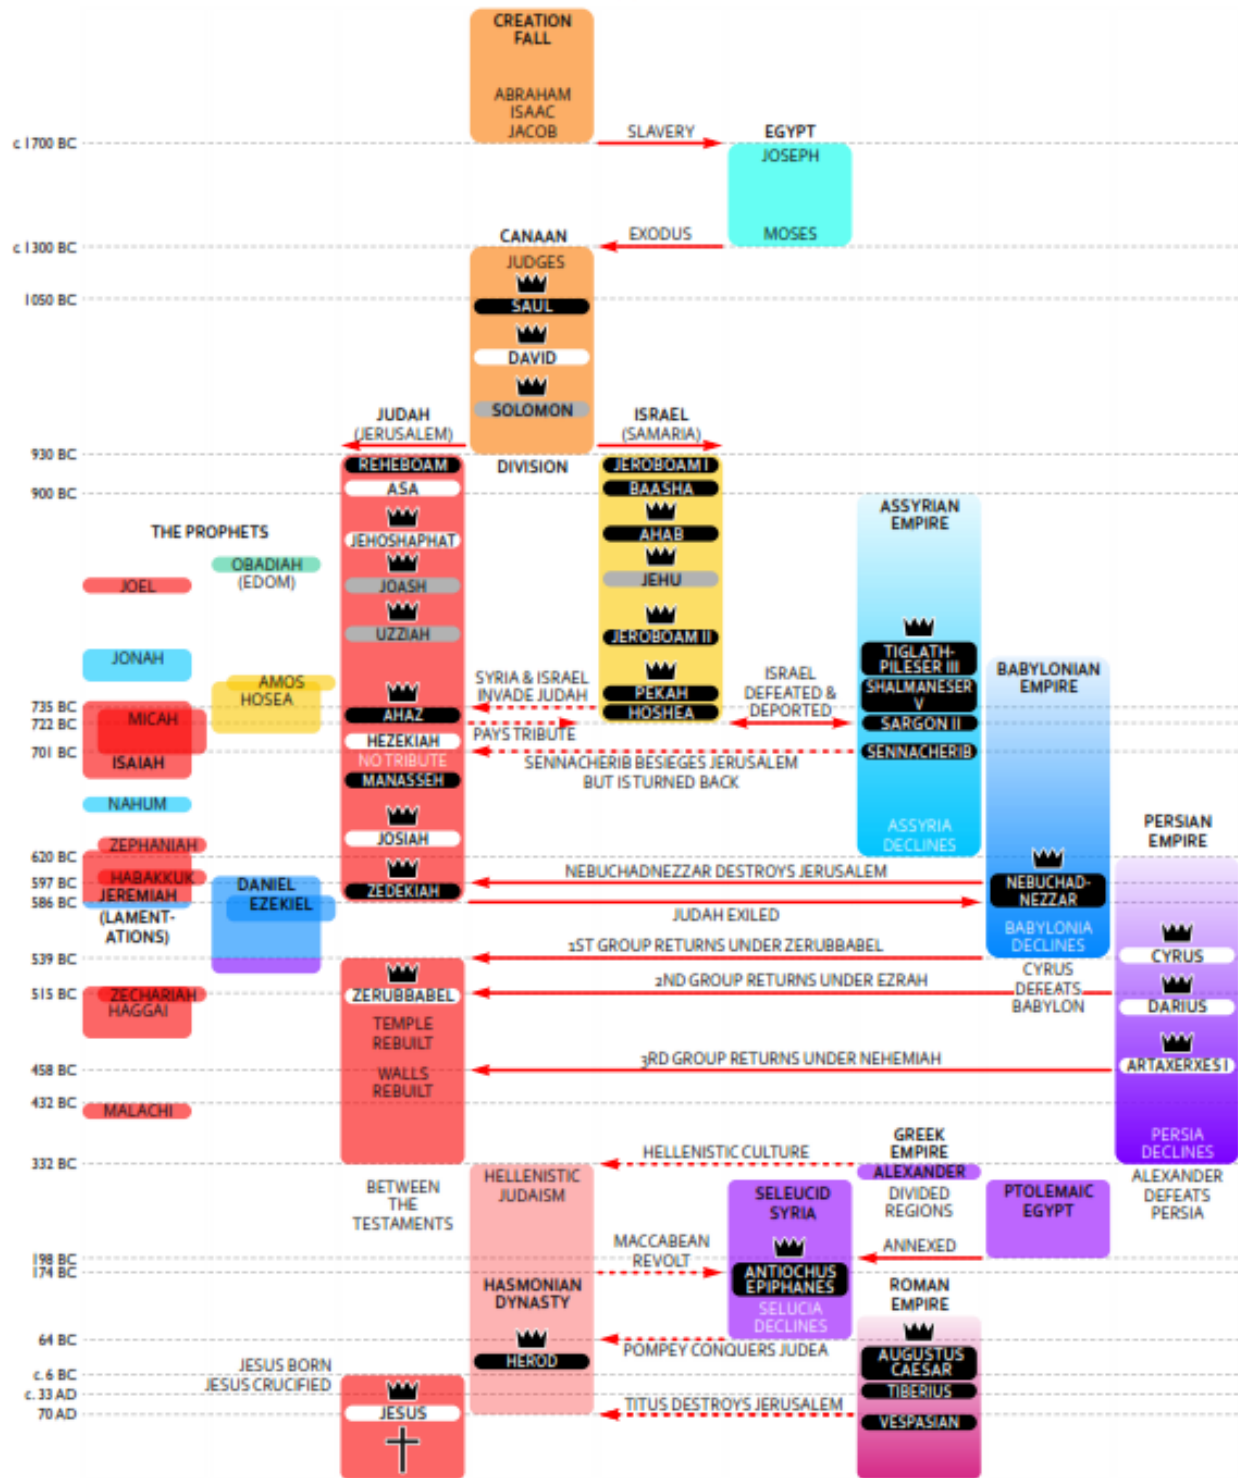 CREATION
FALL
ABRAHAM
ISAAC
JACOB
c 1700 BC
SLAVERY
EGYPT
JOSEPH
MOSES
c 1300 BC
CANAAN
EXODUS
JUDGES
1050 BC
SAUL
DAVID
SOLOMON
JUDAH
(JERUSALEM)
ISRAEL
(SAMARIA)
930 BC
REHEBOAM
DIVISION
JEROBOAM I
900 BC
ASA
BAASHA
ASSYRIAN
EMPIRE
THE PROPHETS
JEHOSHAPHAT
AHAB
OBADIAH
(EDOM)
JOEL
JOASH
JEHU
UZZIAH
JEROBOAM II
JONAH
TIGLATH-
PILESER III
BABYLONIAN
EMPIRE
AMOS
HOSEA
SYRIA & ISRAEL
INVADE JUDAH
PEKAH
ISRAEL
DEFEATED &
DEPORTED
SHALMANESER
V
735 BC
MICAH
AHAZ
HOSHEA
722 BC
PAYS TRIBUTE
SARGON II
HEZEKIAH
NO TRIBUTE
701 BC
ISAIAH
SENNACHERIB
SENNACHERIB BESIEGES JERUSALEM
BUT IS TURNED BACK
MANASSEH
NAHUM
JOSIAH
ASSYRIA
DECLINES
PERSIAN
EMPIRE
ZEPHANIAH
620 BC
HABAKKUK
NEBUCHADNEZZAR DESTROYS JERUSALEM
597 BC
JEREMIAH
DANIEL
ZEDEKIAH
NEBUCHAD-
NEZZAR
586 BC
EZEKIEL
(LAMENT-
ATIONS)
JUDAH EXILED
BABYLONIA
DECLINES
539 BC
1ST GROUP RETURNS UNDER ZERUBBABEL
CYRUS
CYRUS
DEFEATS
BABYLON
2ND GROUP RETURNS UNDER EZRAH
515 BC
ZECHARIAH
HAGGAI
ZERUBBABEL
DARIUS
TEMPLE
REBUILT
3RD GROUP RETURNS UNDER NEHEMIAH
458 BC
WALLS
REBUILT
ARTAXERXES I
432 BC
MALACHI
PERSIA
DECLINES
GREEK
EMPIRE
HELLENISTIC CULTURE
332 BC
ALEXANDER
HELLENISTIC
JUDAISM
BETWEEN
THE
TESTAMENTS
SELEUCID
SYRIA
DIVIDED
REGIONS
PTOLEMAIC
EGYPT
ALEXANDER
DEFEATS
PERSIA
MACCABEAN
REVOLT
ANNEXED
198 BC
174 BC
HASMONIAN
DYNASTY
ANTIOCHUS
EPIPHANES
ROMAN
EMPIRE
SELUCIA
DECLINES
64 BC
POMPEY CONQUERS JUDEA
HEROD
AUGUSTUS
CAESAR
JESUS BORN
c. 6 BC
JESUS CRUCIFIED
c. 33 AD
TIBERIUS
70 AD
JESUS
TITUS DESTROYS JERUSALEM
VESPASIAN